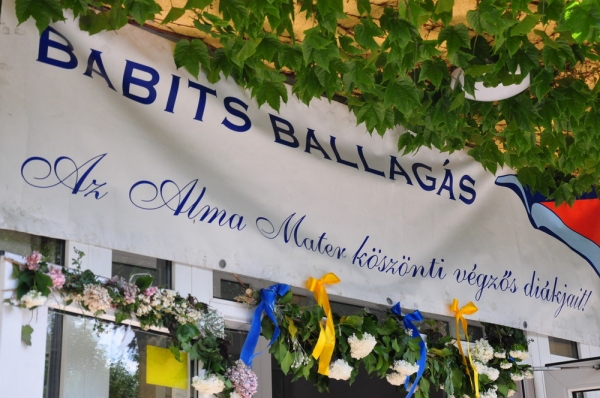 BABITS BALLAGÁS
Az Alma Mater köszönti végzős diákjait!